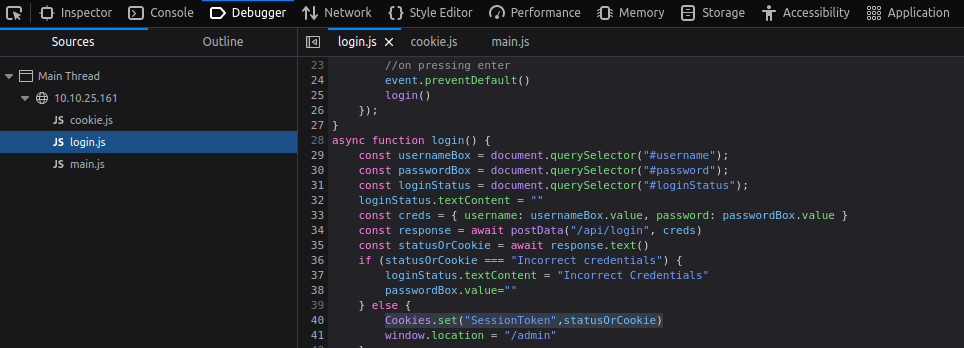 Inspector Console Debugger Network Style Editor Performance Memory Storage Accessibility Application
Sources Outline
login.js cookie.js main.js
Main Thread
10.10.25.161
JS cookie.js
JS login.js
JS main.js
23 //on pressing enter
24 event.preventDefault()
25 login()
26 });
27 }
28 async function login() {
29 const usernameBox = document.querySelector("#username");
30 const passwordBox = document.querySelector("#password");
31 const loginStatus = document.querySelector("#loginStatus");
32 loginStatus.textContent = ""
33 const creds = { username: usernameBox.value, password: passwordBox.value }
34 const response = await postData("/api/login", creds)
35 const statusOrCookie = await response.text()
36 if (statusOrCookie === "Incorrect credentials") {
37 loginStatus.textContent = "Incorrect Credentials"
38 passwordBox.value=""
39 } else {
40 Cookies.set("SessionToken",statusOrCookie)
41 window.location = "/admin"